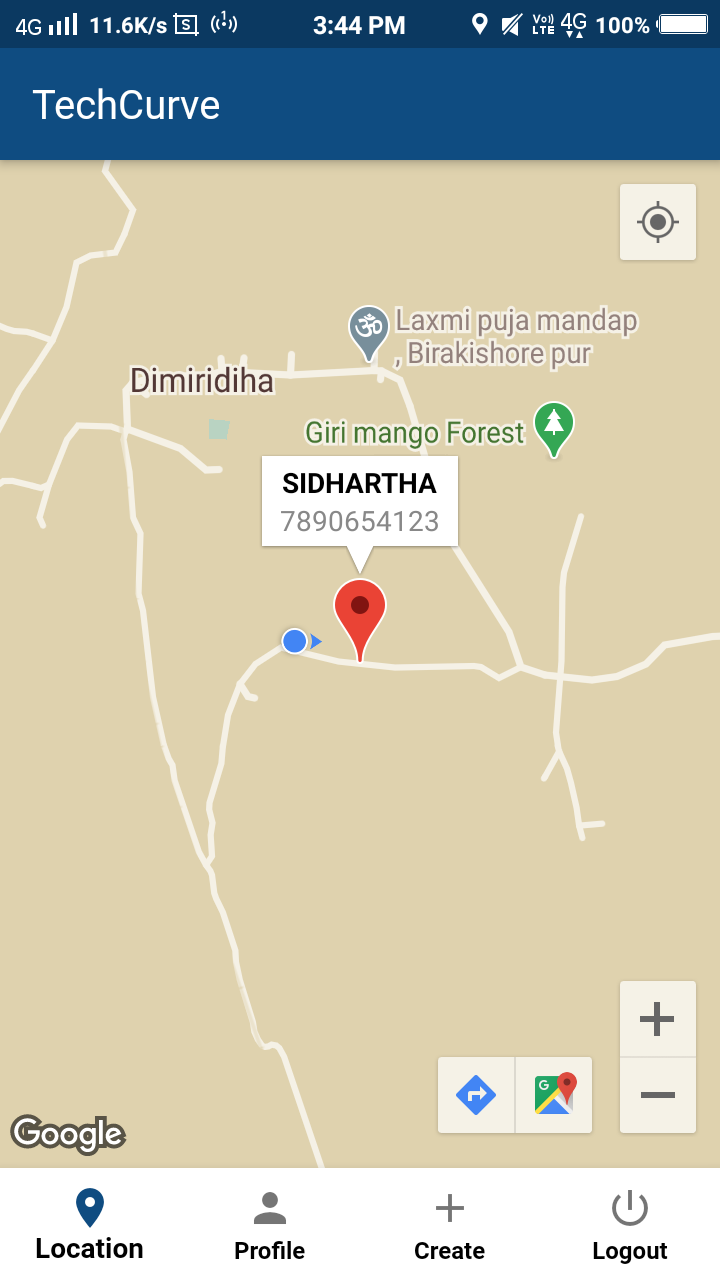 4G 11.6K/s S 1 3:44 PM Vo)) LTE 4G 100%
TechCurve
ॐ Laxmi puja mandap
, Birakishore pur
Dimiridiha
Giri mango Forest
SIDHARTHA
7890654123
G
Google
Location Profile Create Logout